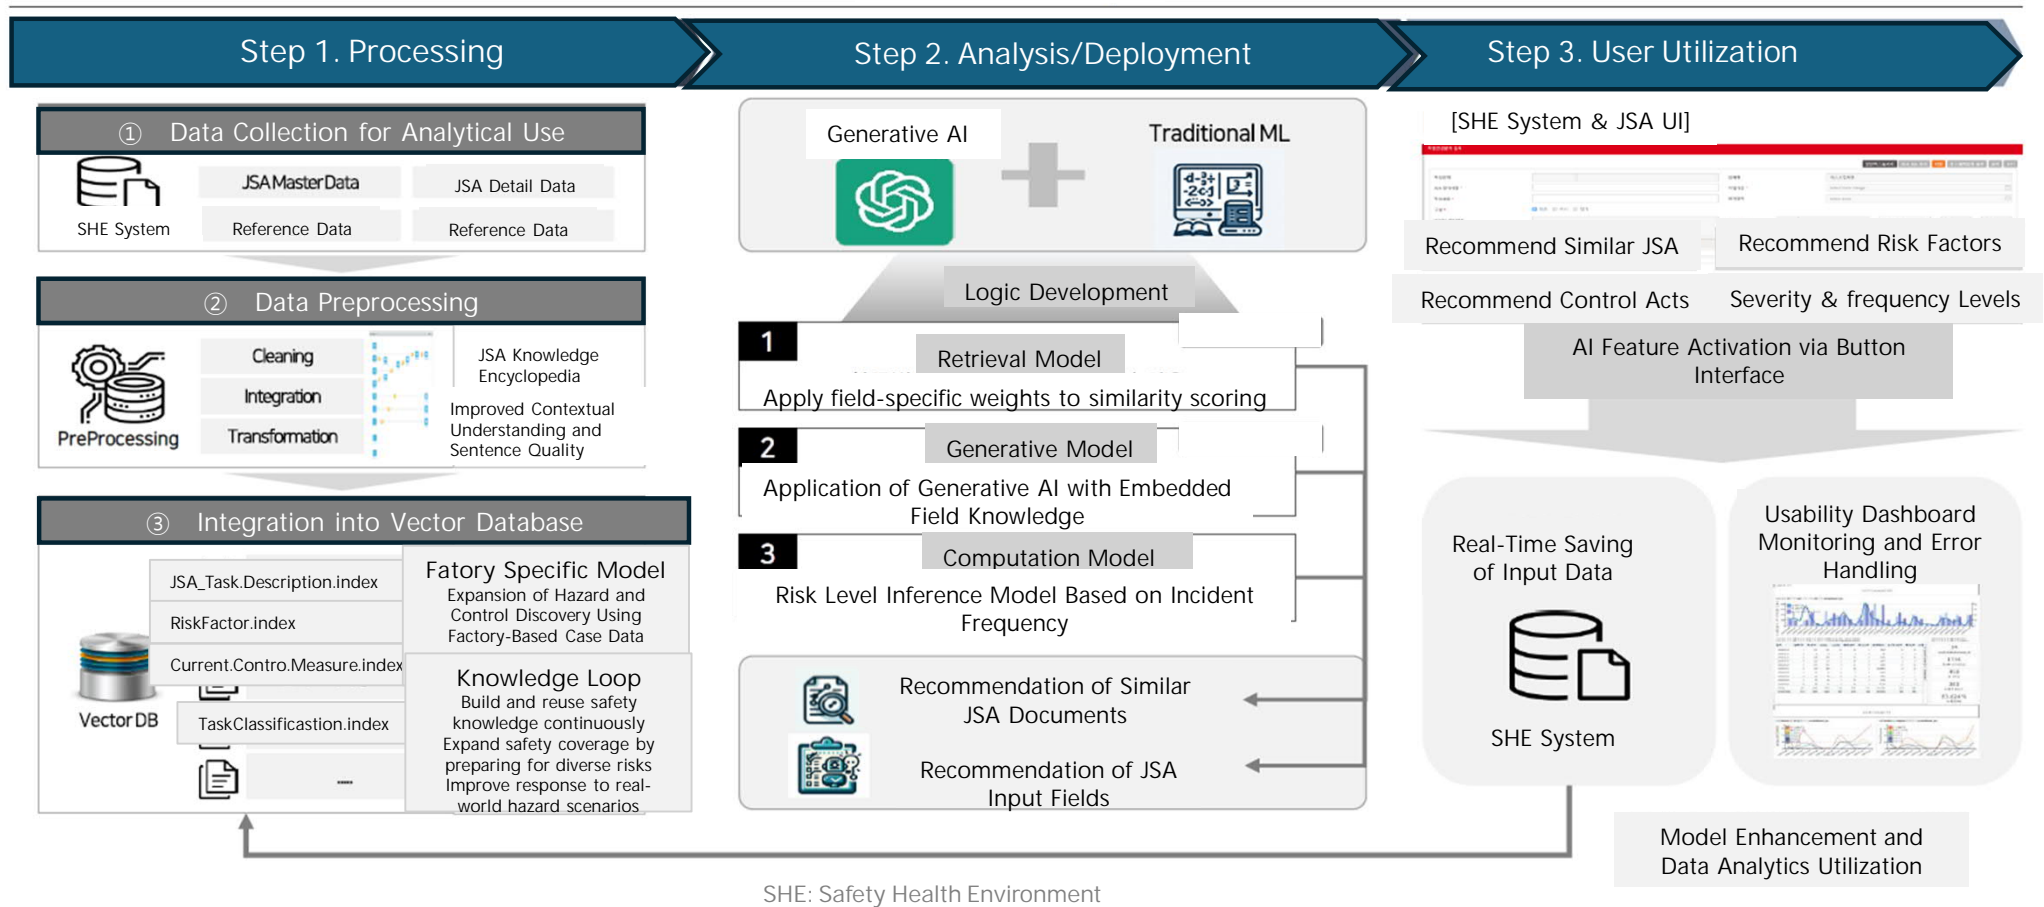 Step 1. Processing
Step 2. Analysis/Deployment
Step 3. User Utilization
① Data Collection for Analytical Use
SHE System
JSA Master Data
JSA Detail Data
Reference Data
Reference Data
② Data Preprocessing
PreProcessing
Cleaning
Integration
Transformation
JSA Knowledge
Encyclopedia
Improved Contextual
Understanding and
Sentence Quality
③ Integration into Vector Database
Vector DB
JSA_Task.Description.index
RiskFactor.index
Current.Contro.Measure.index
TaskClassificastion.index
.....
Fatory Specific Model
Expansion of Hazard and
Control Discovery Using
Factory-Based Case Data
Knowledge Loop
Build and reuse safety
knowledge continuously
Expand safety coverage by
preparing for diverse risks
Improve response to real-
world hazard scenarios
Generative AI
Traditional ML
Logic Development
1
Retrieval Model
Apply field-specific weights to similarity scoring
2
Generative Model
Application of Generative AI with Embedded
Field Knowledge
3
Computation Model
Risk Level Inference Model Based on Incident
Frequency
Recommendation of Similar
JSA Documents
Recommendation of JSA
Input Fields
[SHE System & JSA UI]
Recommend Similar JSA
Recommend Risk Factors
Recommend Control Acts
Severity & frequency Levels
AI Feature Activation via Button
Interface
Real-Time Saving
of Input Data
SHE System
Usability Dashboard
Monitoring and Error
Handling
Model Enhancement and
Data Analytics Utilization
SHE: Safety Health Environment